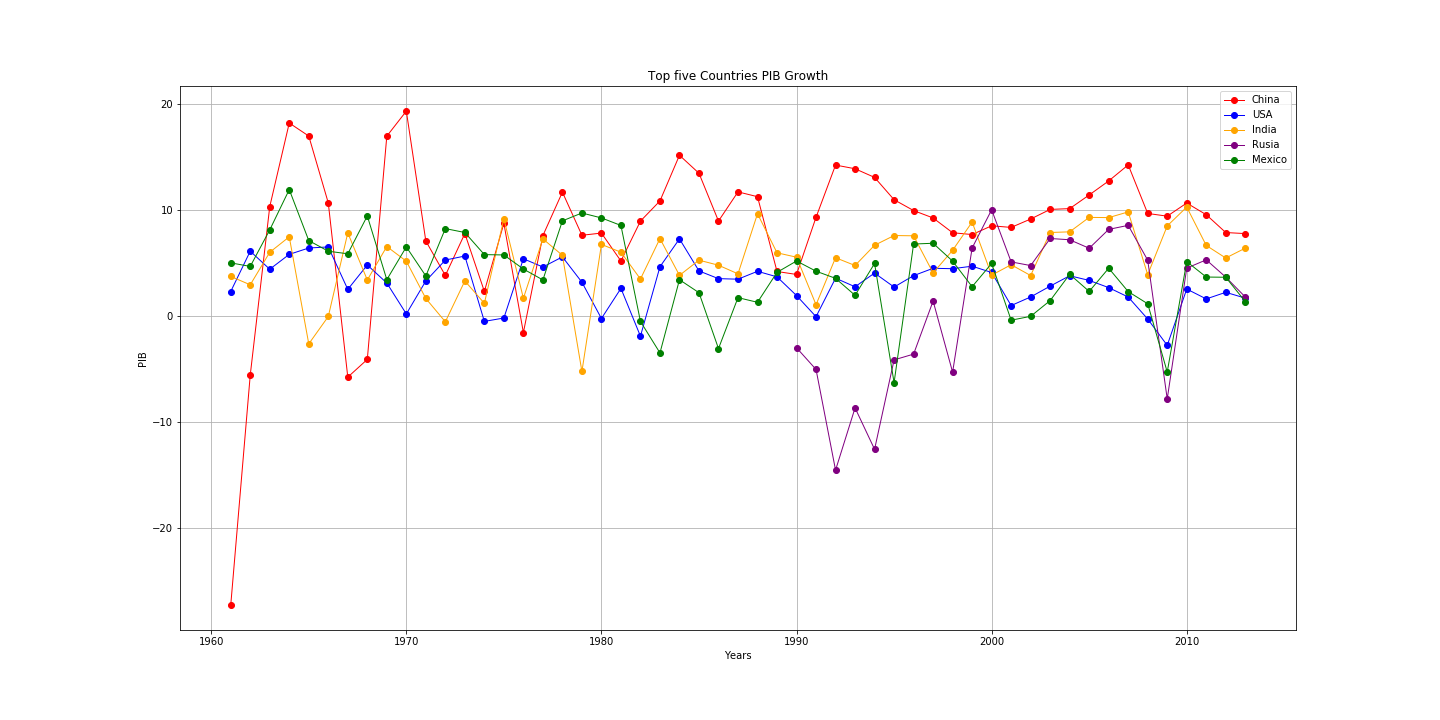 Top five Countries PIB Growth
China
USA
India
Rusia
Mexico
PIB
20
10
0
−10
−20
1960
1970
1980
1990
2000
2010
Years